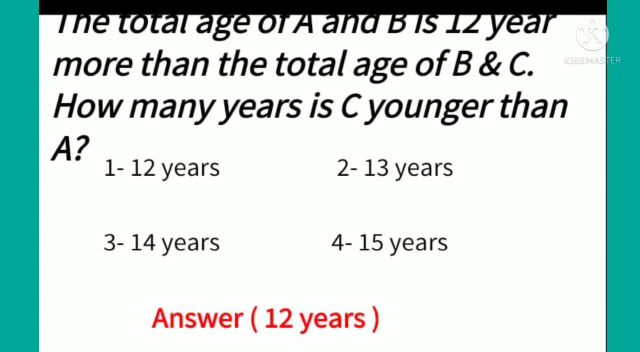 The total age of A and B is 12 year
more than the total age of B & C.
How many years is C younger than
A?
1- 12 years 2- 13 years
3- 14 years 4- 15 years
Answer ( 12 years )
KINEMASTER